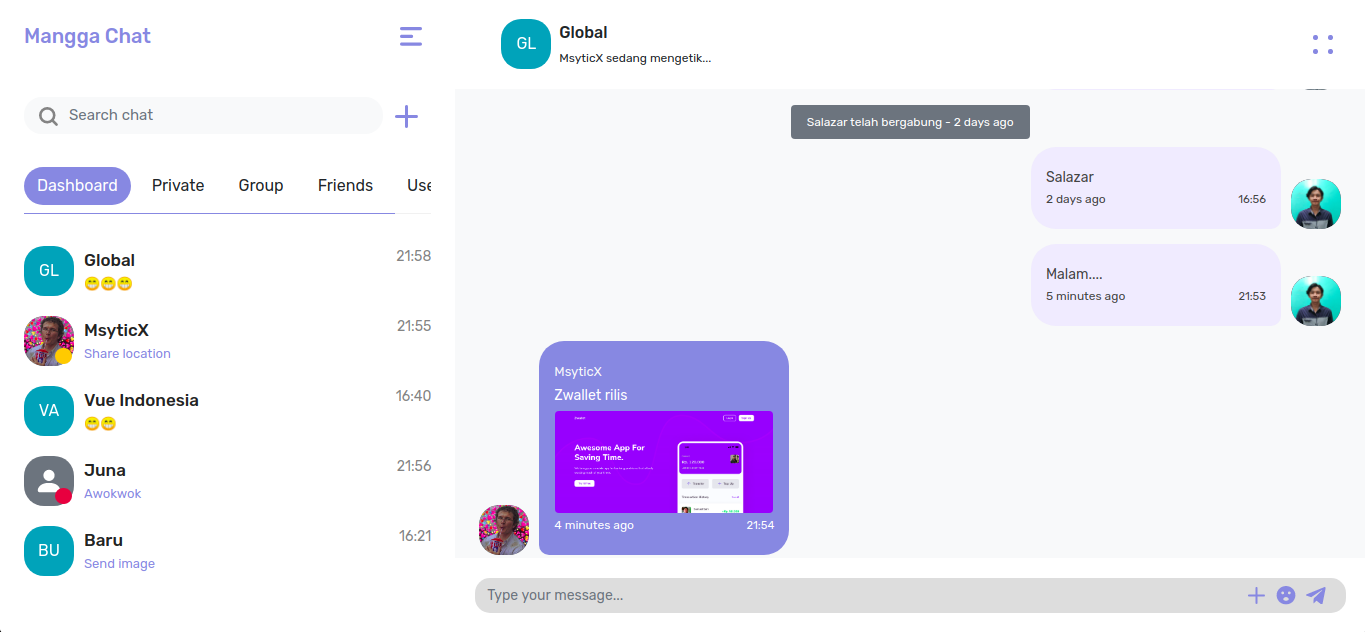 Mangga Chat
Search chat
Dashboard Private Group Friends Use
GL Global 21:58
😁😁😁
MsyticX 21:55
Share location
VA Vue Indonesia 16:40
😁😁
Juna 21:56
Awokwok
BU Baru 16:21
Send image
GL Global
MsyticX sedang mengetik...
Salazar telah bergabung - 2 days ago
Salazar
2 days ago 16:56
Malam....
5 minutes ago 21:53
MsyticX
Zwallet rilis
Awesome App For
Saving Time.
4 minutes ago 21:54
Type your message...